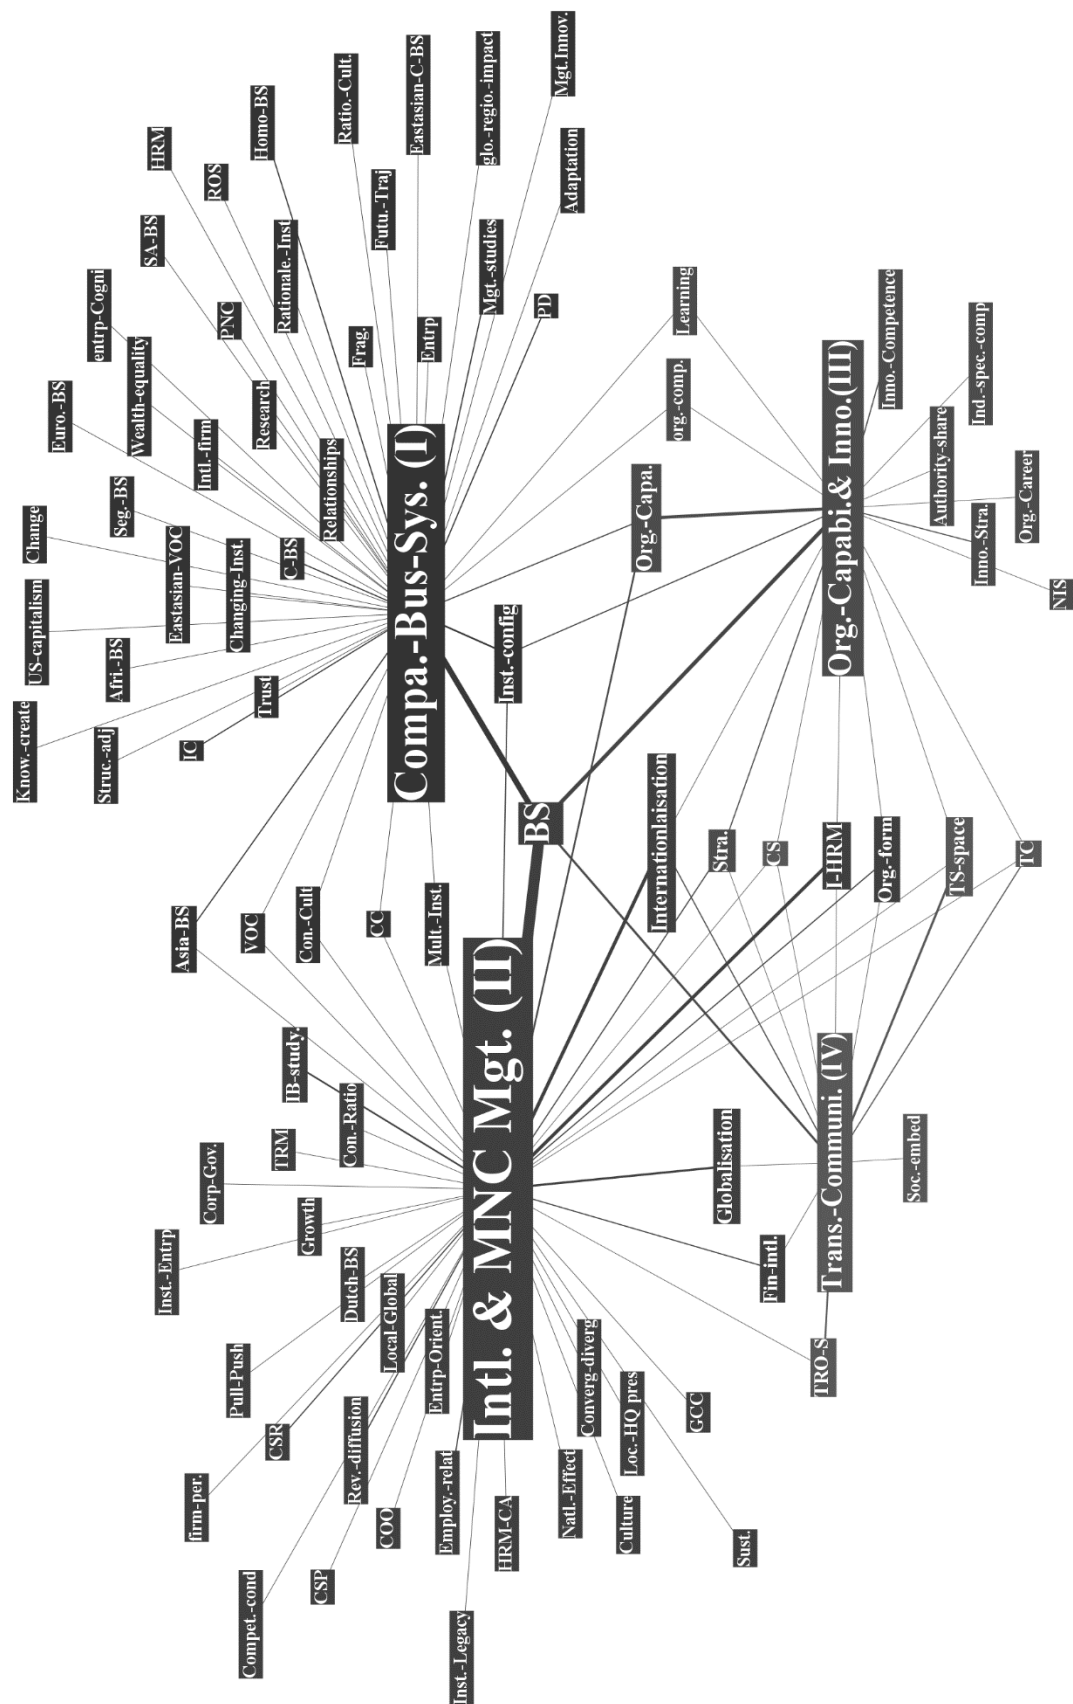 Know.-create
US-capitalism
Change
Euro.-BS
entrp-Cogni
SA-BS
HRM
ROS
Homo-BS
Ratio.-Cult.
Eastasian-C-BS
glo.-regio.-impact
Mgt.Innov.
Struc.-adj
Afri.-BS
Eastasian-VOC
Seg.-BS
Wealth-equality
Intl.-firm
PNC
Rationale.-Inst
Futu.-Traj
Mgt.-studies
Adaptation
IC
Trust
Changing-Inst.
C-BS
Relationships
Research
Frag.
Entrp
PD
Compa.-Bus-Sys. (I)
Learning
org.-comp.
Org.-Capa.
Inst.-config
BS
Asia-BS
VOC
Con.-Cult
CC
Mult.-Inst.
Org.-Capabi.& Inno.(III)
Inno.-Competence
Ind.-spec.-comp
Authority-share
Org.-Career
Inno.-Stra.
NIS
Internationlaisation
Stra.
CS
I-HRM
Org.-form
TS-space
TC
Intl. & MNC Mgt. (II)
IB-study.
Con.-Ratio
TRM
Corp-Gov.
Growth
Inst.-Entrp
Dutch-BS
Local-Global
Pull-Push
Entrp-Orient.
CSR
firm-per.
Rev.-diffusion
COO
Employ.-relat
Compet.-cond
CSP
HRM-CA
Inst.-Legacy
Natl.-Effect
Culture
Converg-diverg
Loc.-HQ pres
GCC
Sust.
Trans.-Communi. (IV)
Globalisation
Soc.-embed
Fin-intl.
TRO-S